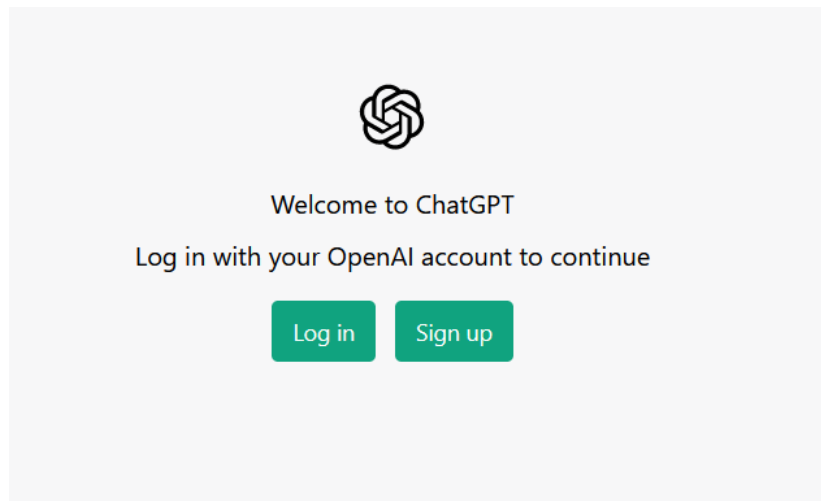 Welcome to ChatGPT
Log in with your OpenAI account to continue
Log in Sign up